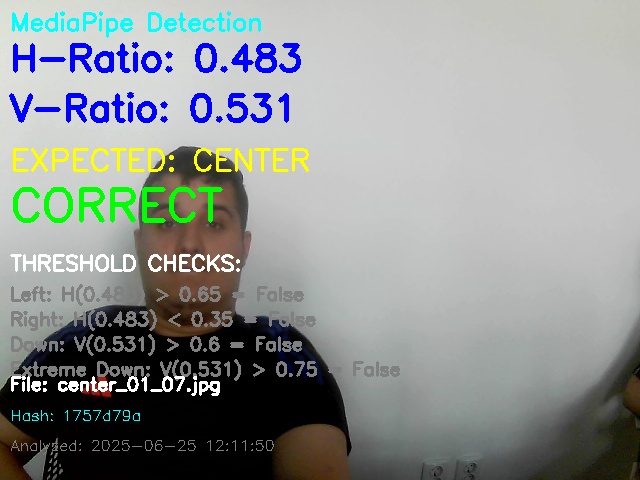 MediaPipe Detection
H-Ratio: 0.483
V-Ratio: 0.531
EXPECTED: CENTER
CORRECT
THRESHOLD CHECKS:
Left: H(0.483) > 0.65 = False
Right: H(0.483) < 0.35 = False
Down: V(0.531) > 0.6 = False
Extreme Down: V(0.531) > 0.75 = False
File: center_01_07.jpg
Hash: 1757d79a
Analyzed: 2025-06-25 12:11:50